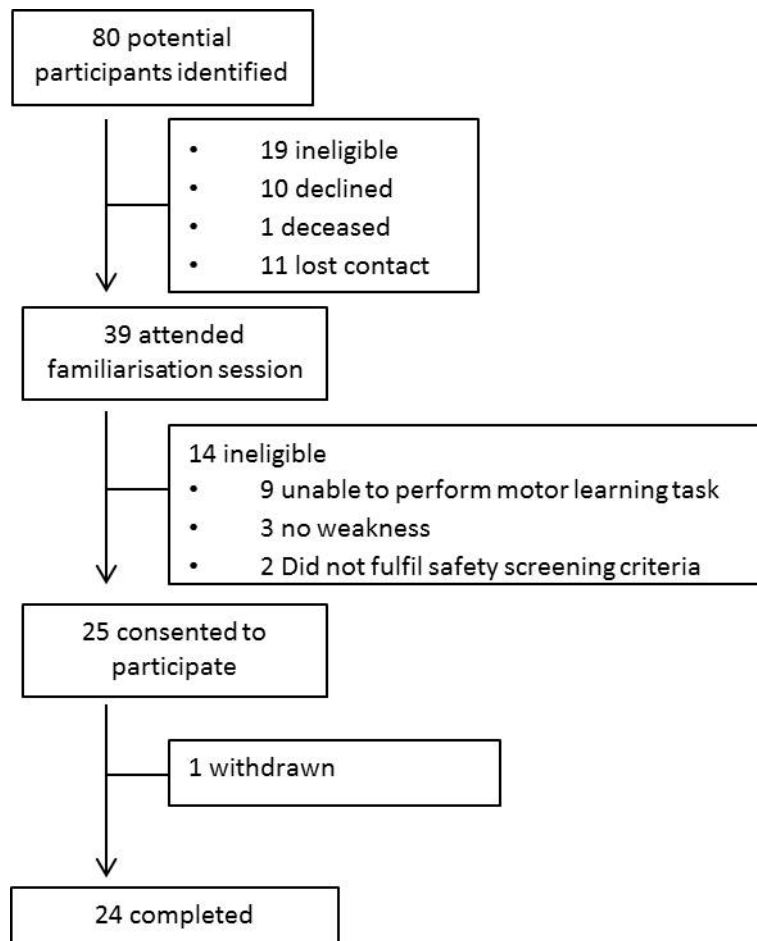 80 potential
participants identified
• 19 ineligible
• 10 declined
• 1 deceased
• 11 lost contact
39 attended
familiarisation session
14 ineligible
• 9 unable to perform motor learning task
• 3 no weakness
• 2 Did not fulfil safety screening criteria
25 consented to
participate
1 withdrawn
24 completed